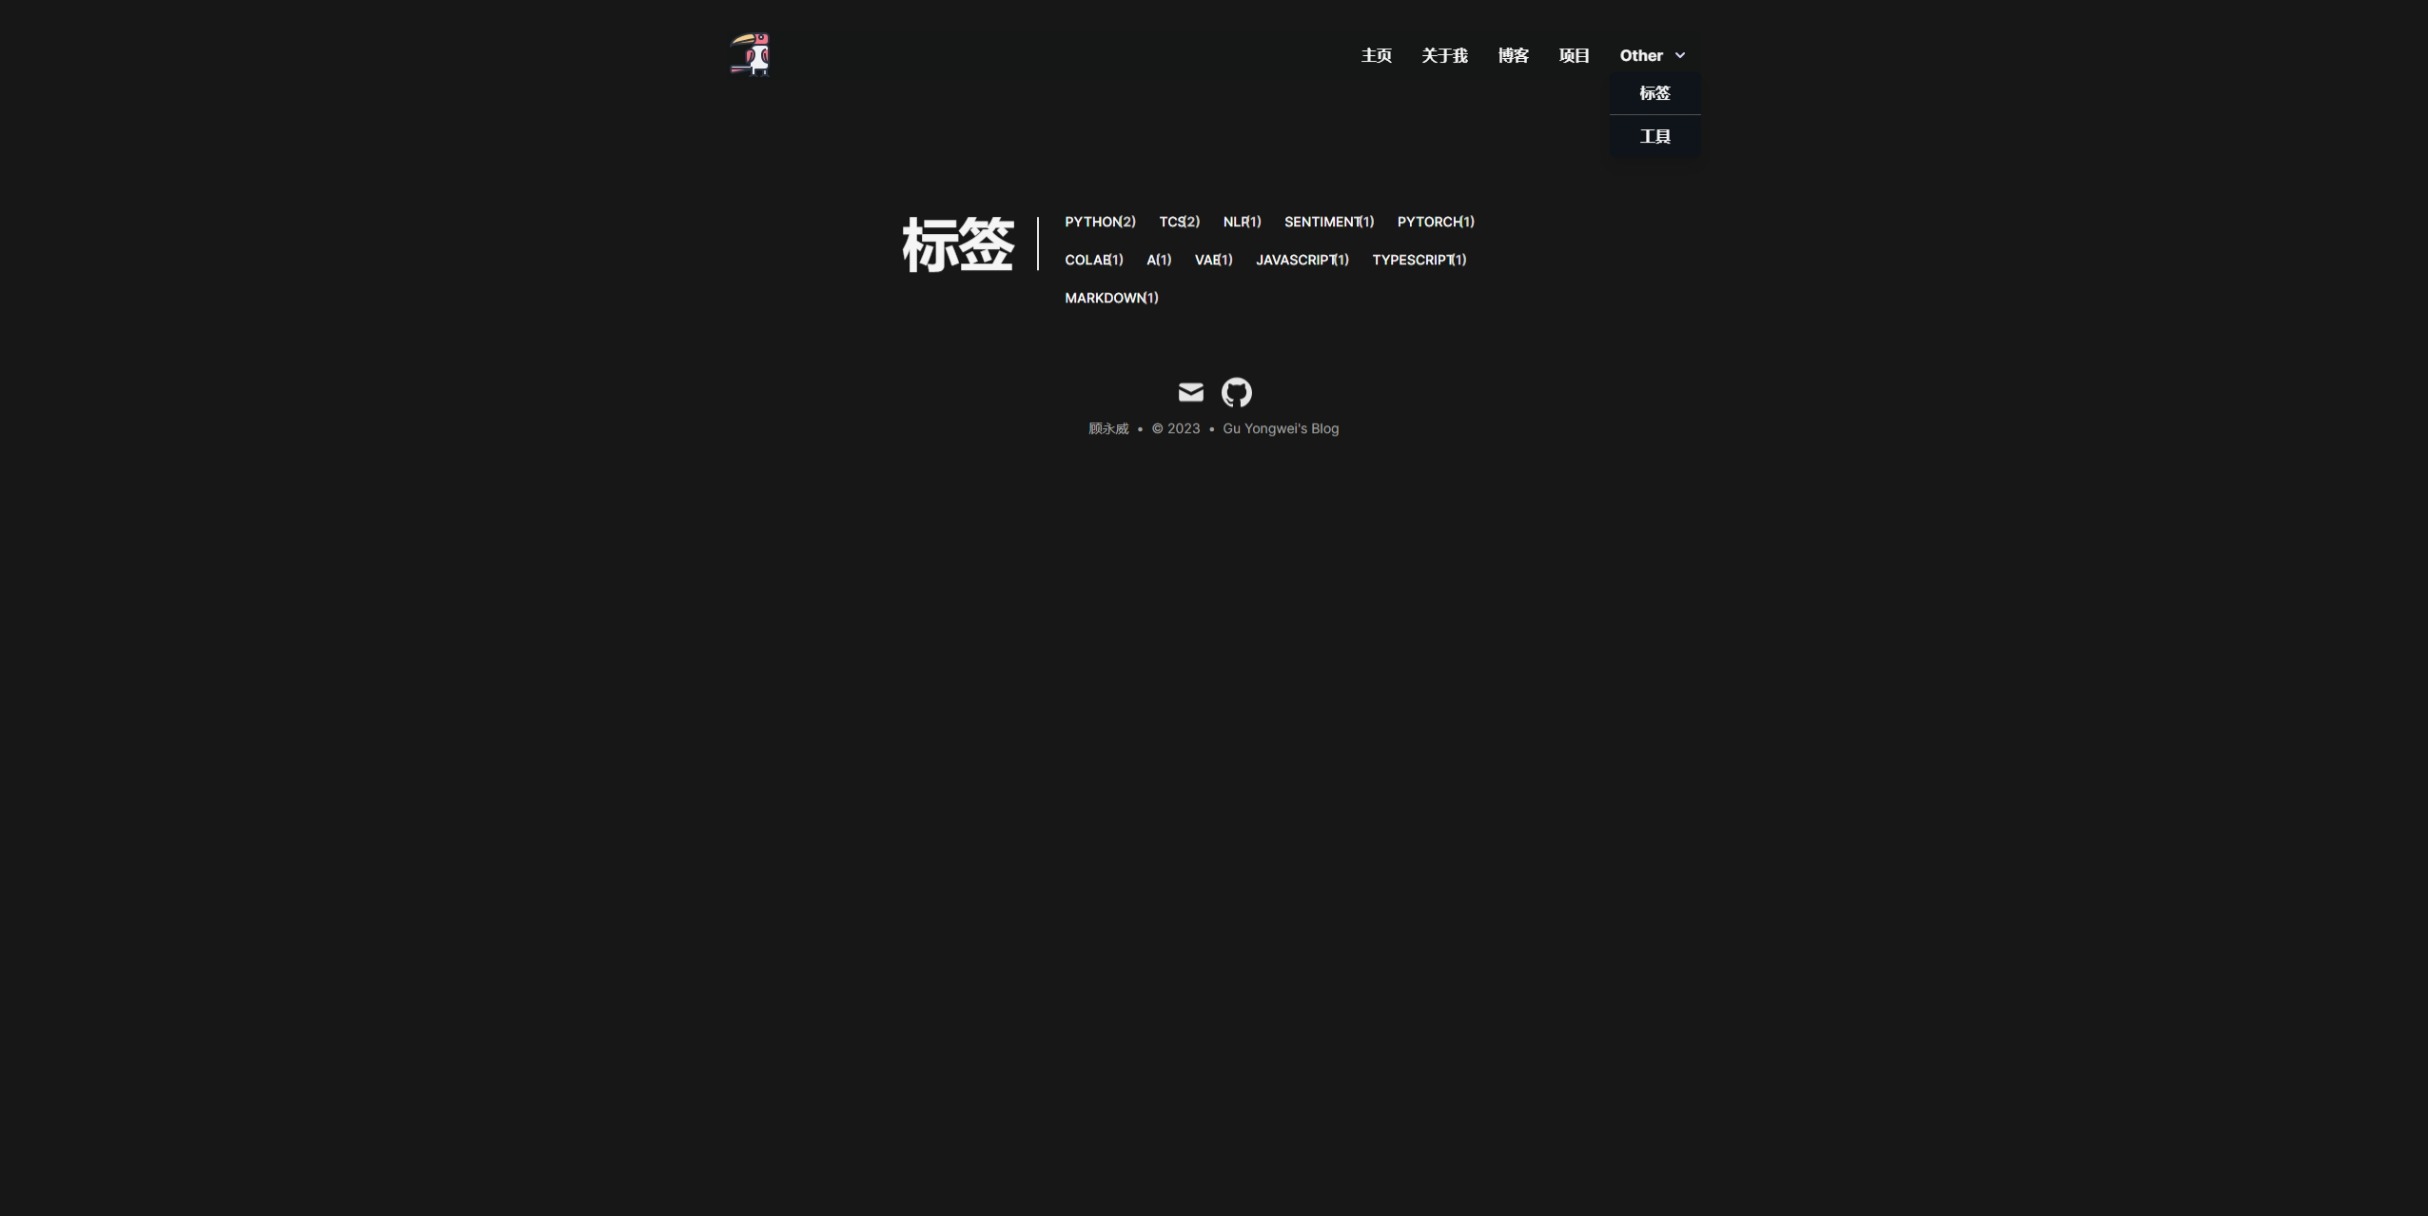 主页 关于我 博客 项目 Other
标签
工具
标签
PYTHON(2) TCS(2) NLP(1) SENTIMENT(1) PYTORCH(1)
COLAB(1) A(1) VAE(1) JAVASCRIPT(1) TYPESCRIPT(1)
MARKDOWN(1)
顾永威 • © 2023 • Gu Yongwei's Blog